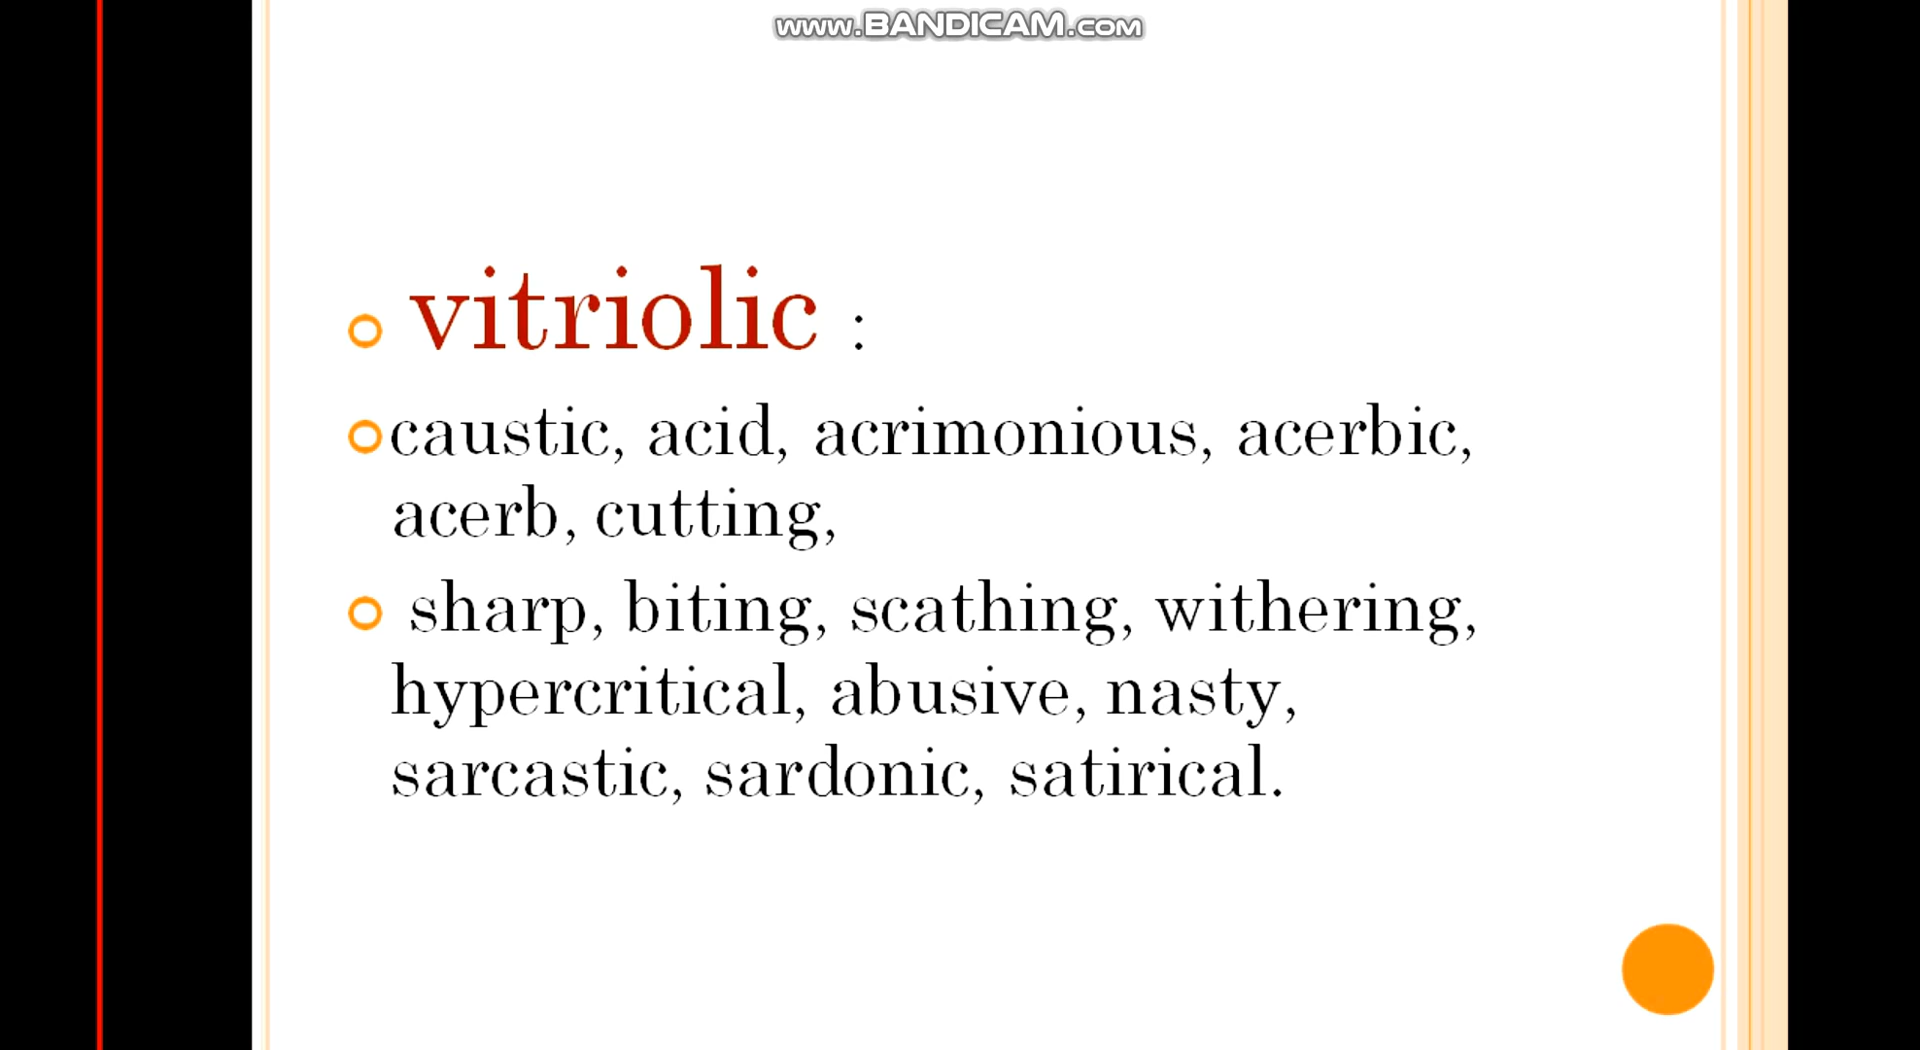 www.BANDICAM.com
vitriolic :
caustic, acid, acrimonious, acerbic,
acerb, cutting,
sharp, biting, scathing, withering,
hypercritical, abusive, nasty,
sarcastic, sardonic, satirical.